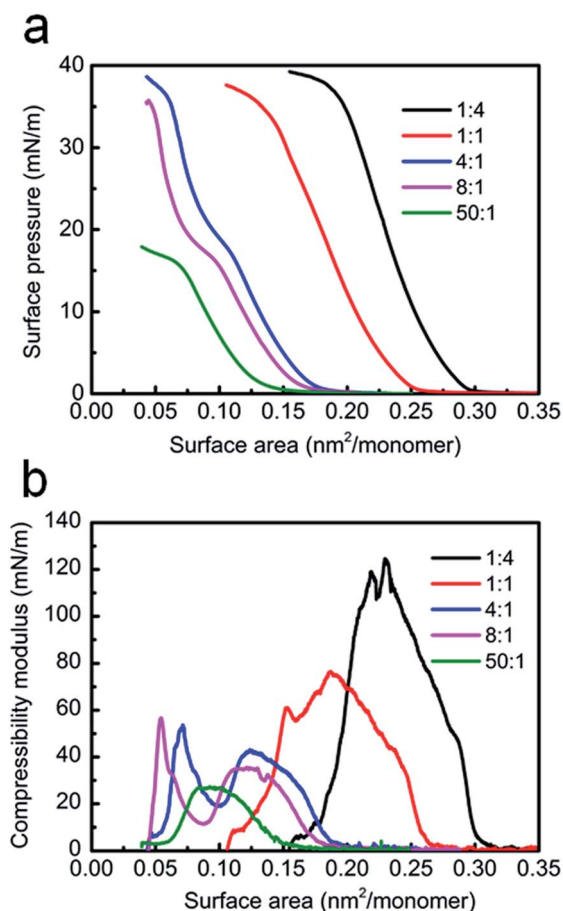 a
Surface pressure (mN/m)
40
30
20
10
0
1:4
1:1
4:1
8:1
50:1
0.00 0.05 0.10 0.15 0.20 0.25 0.30 0.35
Surface area (nm²/monomer)
b
Compressibility modulus (mN/m)
140
120
100
80
60
40
20
0
1:4
1:1
4:1
8:1
50:1
0.00 0.05 0.10 0.15 0.20 0.25 0.30 0.35
Surface area (nm²/monomer)